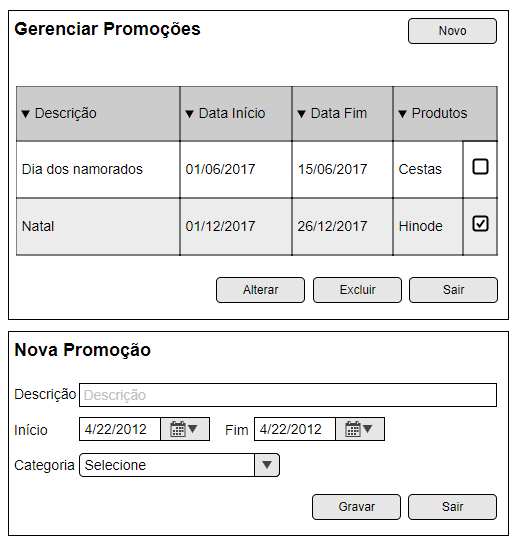 Gerenciar Promoções Novo
Descrição Data Início Data Fim Produtos
Dia dos namorados 01/06/2017 15/06/2017 Cestas
Natal 01/12/2017 26/12/2017 Hinode
Alterar Excluir Sair
Nova Promoção
Descrição Descrição
Início 4/22/2012 Fim 4/22/2012
Categoria Selecione
Gravar Sair